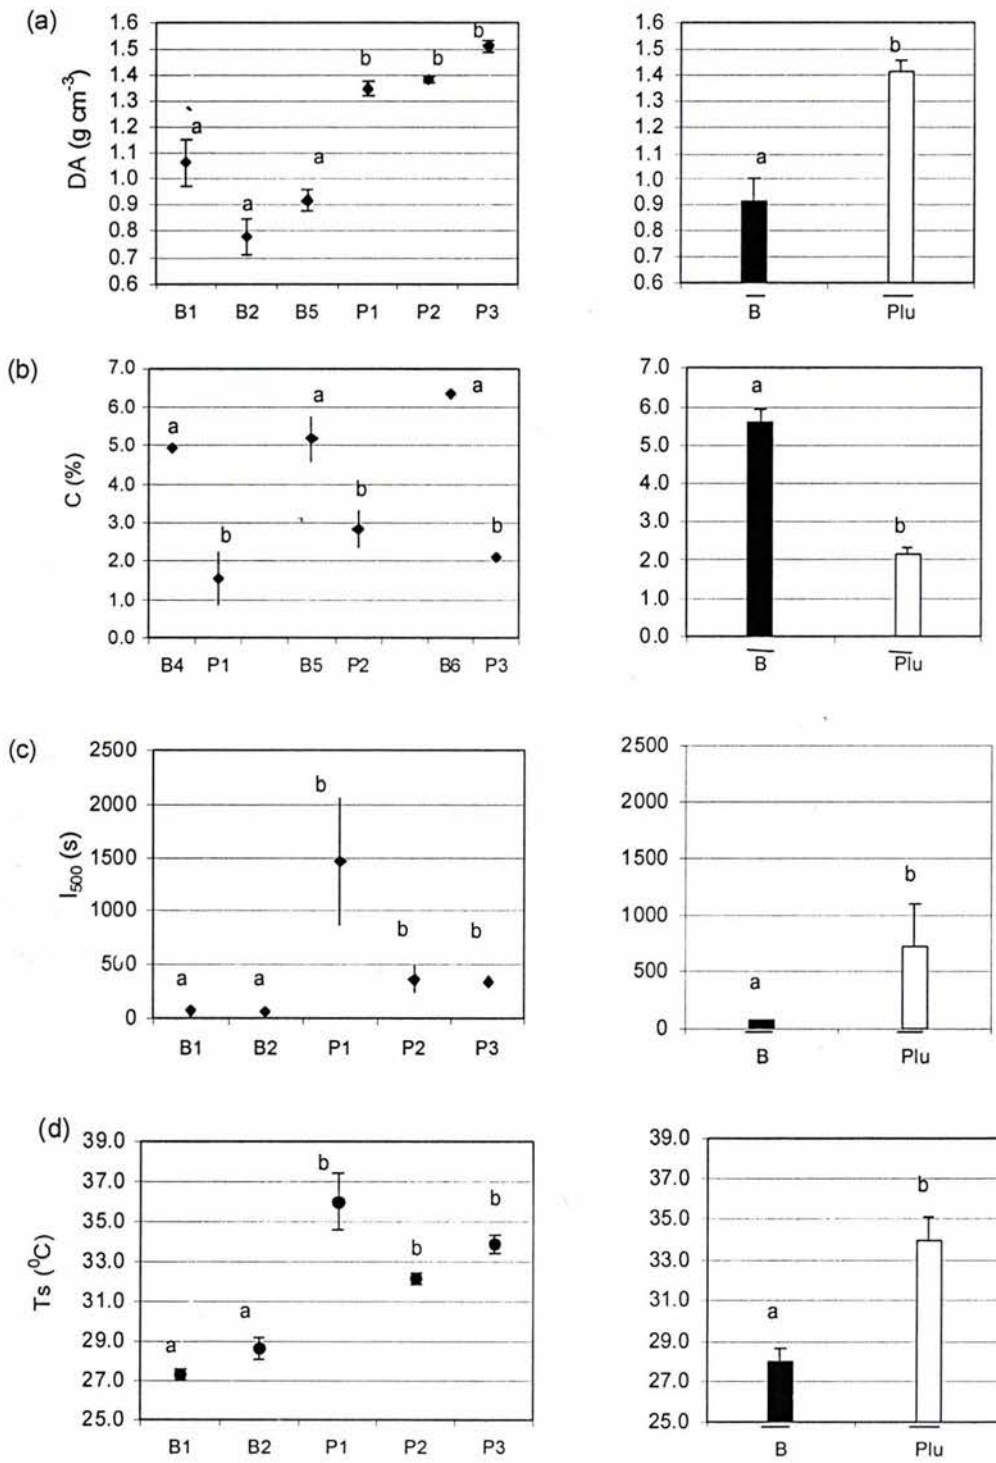 (a)
DA (g cm⁻³)
1.6
1.5
1.4
1.3
1.2
1.1
1.0
0.9
0.8
0.7
0.6
a
a
a
b
b
b
B1 B2 B5 P1 P2 P3
1.6
1.5
1.4
1.3
1.2
1.1
1.0
0.9
0.8
0.7
0.6
a
b
B Plu
(b)
C (%)
7.0
6.0
5.0
4.0
3.0
2.0
1.0
0.0
a
b
a
b
a
b
B4 P1 B5 P2 B6 P3
7.0
6.0
5.0
4.0
3.0
2.0
1.0
0.0
a
b
B Plu
(c)
I₅₀₀ (s)
2500
2000
1500
1000
500
0
a
a
b
b
b
B1 B2 P1 P2 P3
2500
2000
1500
1000
500
0
a
b
B Plu
(d)
Ts (⁰C)
39.0
37.0
35.0
33.0
31.0
29.0
27.0
25.0
a
a
b
b
b
B1 B2 P1 P2 P3
39.0
37.0
35.0
33.0
31.0
29.0
27.0
25.0
a
b
B Plu